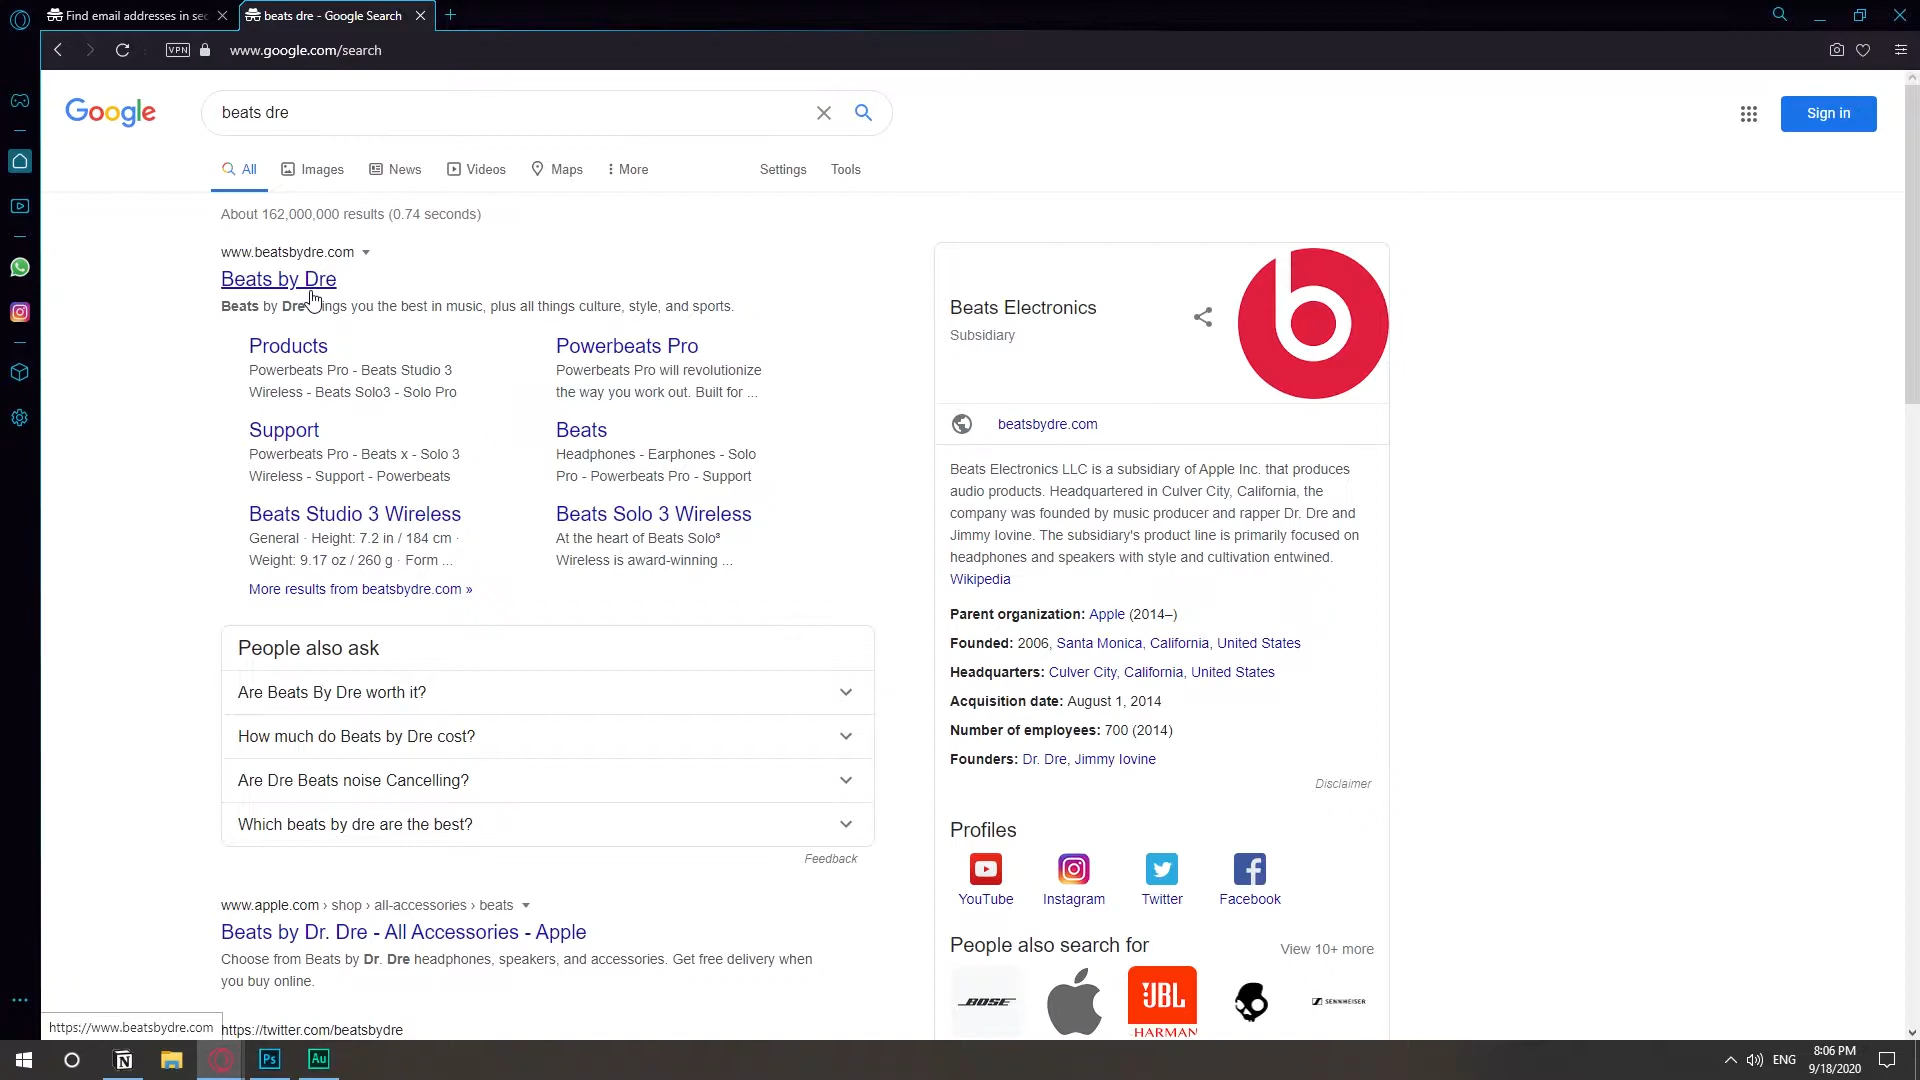 Find email addresses in sec
beats dre - Google Search
VPN
www.google.com/search
Google
beats dre
Sign in
All
Images
News
Videos
Maps
More
Settings
Tools
About 162,000,000 results (0.74 seconds)
www.beatsbydre.com
Beats by Dre
Beats by Dre ings you the best in music, plus all things culture, style, and sports.
Products
Powerbeats Pro - Beats Studio 3
Wireless - Beats Solo3 - Solo Pro
Powerbeats Pro
Powerbeats Pro will revolutionize
the way you work out. Built for ...
Support
Powerbeats Pro - Beats x - Solo 3
Wireless - Support - Powerbeats
Beats
Headphones - Earphones - Solo
Pro - Powerbeats Pro - Support
Beats Studio 3 Wireless
General · Height: 7.2 in / 184 cm ·
Weight: 9.17 oz / 260 g · Form ...
Beats Solo 3 Wireless
At the heart of Beats Solo³
Wireless is award-winning ...
More results from beatsbydre.com »
People also ask
Are Beats By Dre worth it?
How much do Beats by Dre cost?
Are Dre Beats noise Cancelling?
Which beats by dre are the best?
Feedback
www.apple.com › shop › all-accessories › beats
Beats by Dr. Dre - All Accessories - Apple
Choose from Beats by Dr. Dre headphones, speakers, and accessories. Get free delivery when
you buy online.
https://twitter.com/beatsbydre
https://www.beatsbydre.com
Beats Electronics
Subsidiary
b
beatsbydre.com
Beats Electronics LLC is a subsidiary of Apple Inc. that produces
audio products. Headquartered in Culver City, California, the
company was founded by music producer and rapper Dr. Dre and
Jimmy Iovine. The subsidiary's product line is primarily focused on
headphones and speakers with style and cultivation entwined.
Wikipedia
Parent organization: Apple (2014–)
Founded: 2006, Santa Monica, California, United States
Headquarters: Culver City, California, United States
Acquisition date: August 1, 2014
Number of employees: 700 (2014)
Founders: Dr. Dre, Jimmy Iovine
Disclaimer
Profiles
YouTube
Instagram
Twitter
Facebook
People also search for
View 10+ more
BOSE
JBL
HARMAN
SENNHEISER
Ps
Au
ENG
8:06 PM
9/18/2020